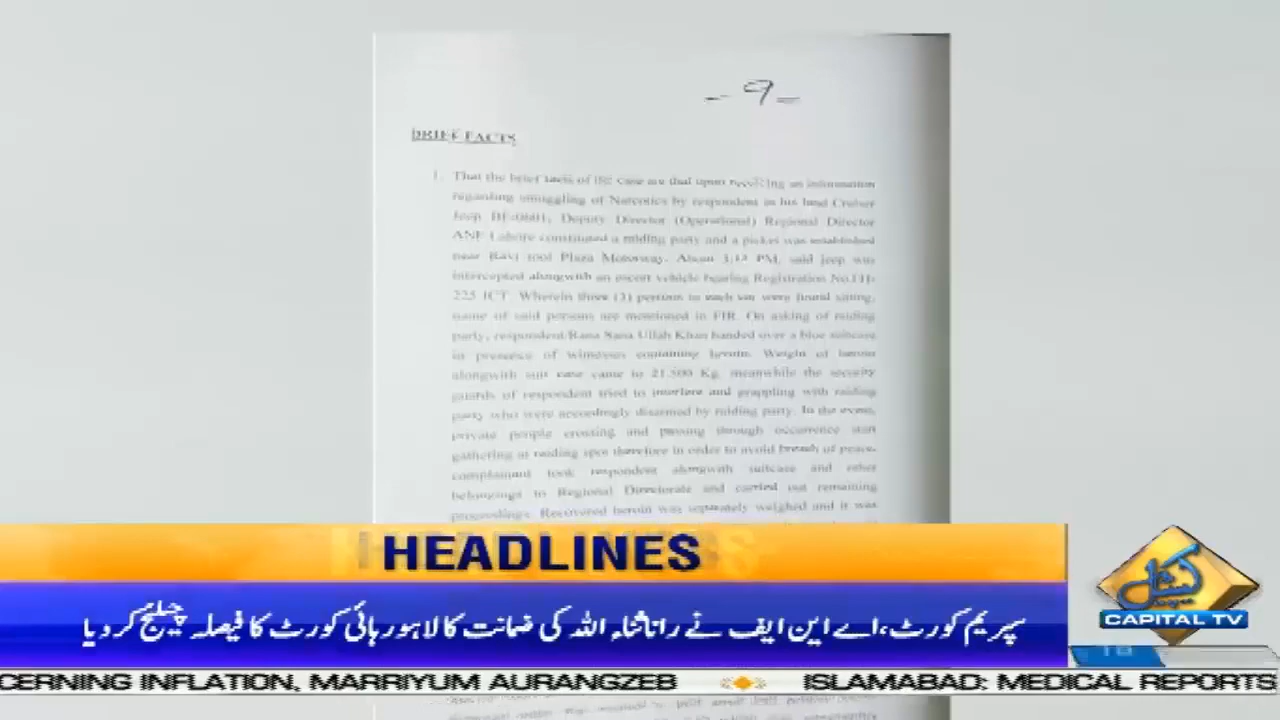 - 9 -
BRIEF FACTS
1. That the brief facts of the case are that upon receiving an information
regarding smuggling of Narcotics by respondent in his land Cruiser
Jeep Deputy Director (Operational) Regional Director
ANF Lahore constituted a raiding party and a picket was established
near Ravi tool Plaza Motorway. About 3.15 PM, said jeep was
intercepted alongwith an escort vehicle bearing Registration
225 ICT. Wherein three (3) persons in each were found sitting,
name of said persons are mentioned in FIR. On asking of raiding
party, respondent/Rana Sana Ullah Khan handed over a blue suitcase
in presence of witnesses containing heroin. Weight of heroin
alongwith suit case came to 21.500 Kg, meanwhile the security
guards of respondent tried to interfere and grappling with raiding
party who were accordingly disarmed by raiding party. In the event,
private people crossing and passing through occurrence start
gathering at raiding spot therefore in order to avoid breach of peace,
complainant took respondent alongwith suitcase and other
belongings to Regional Directorate and carried out remaining
proceedings. Recovered heroin was separately weighed and it was
HEADLINES
سپریم کورٹ، اے این ایف نے رانا ثناء اللہ کی ضمانت کا لاہور ہائی کورٹ کا فیصلہ چیلنج کر دیا
کیپیٹل
CAPITAL TV
CERNING INFLATION, MARRIYUM AURANGZEB ISLAMABAD: MEDICAL REPORTS